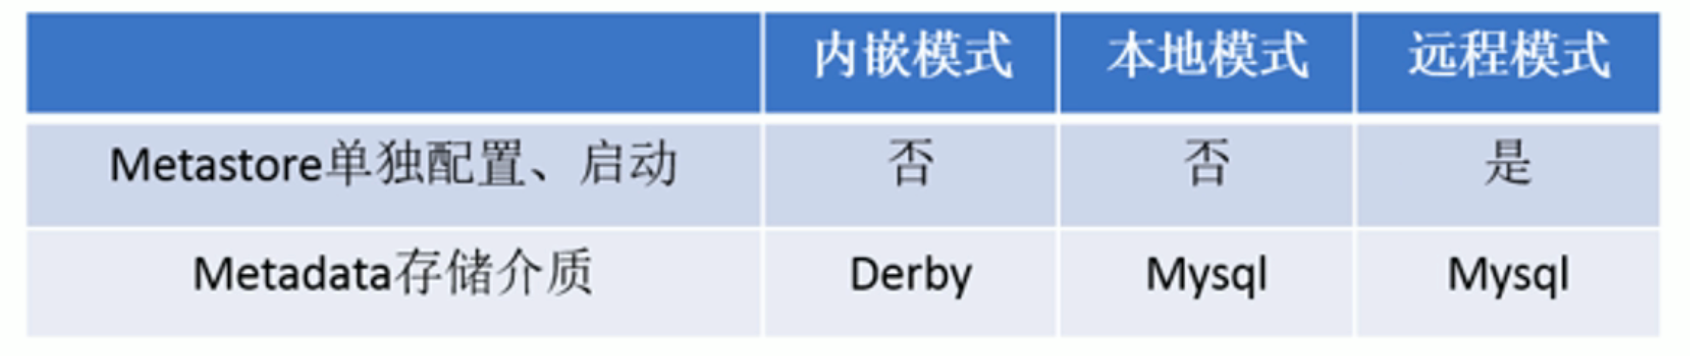 内嵌模式 本地模式 远程模式
Metastore单独配置、启动 否 否 是
Metadata存储介质 Derby Mysql Mysql